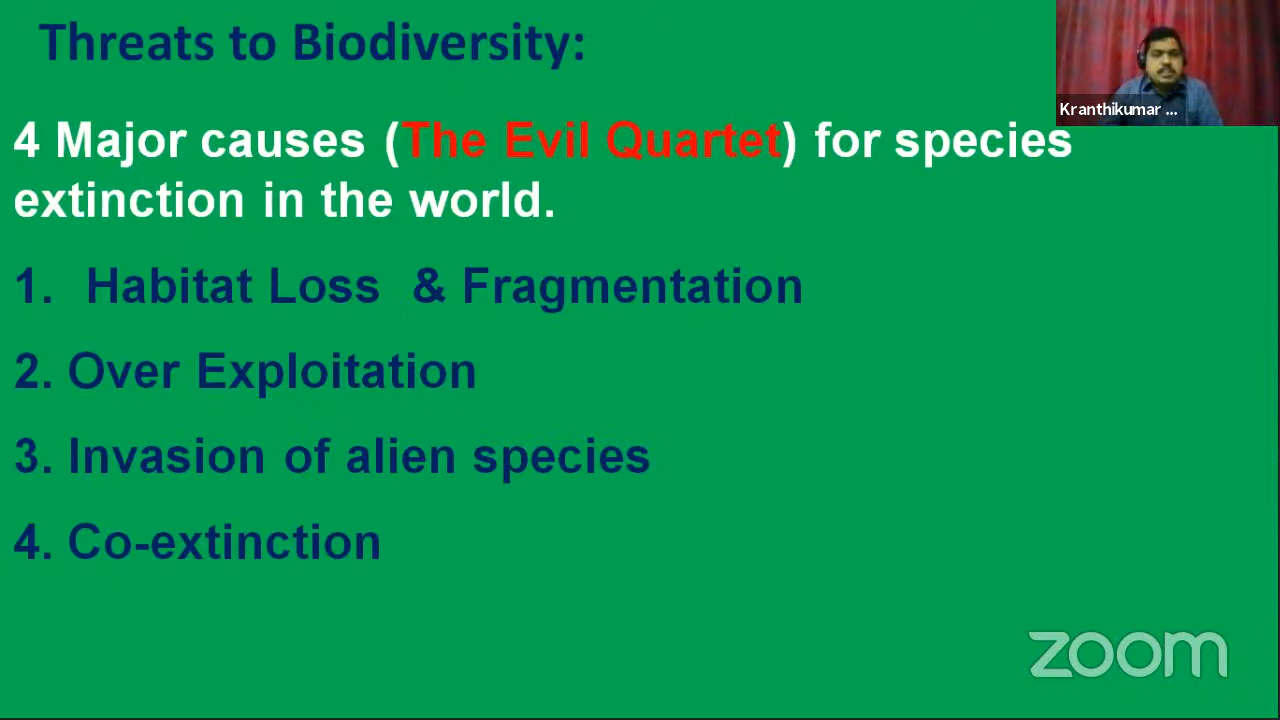 Threats to Biodiversity:
Kranthikumar ...
4 Major causes (The Evil Quartet) for species
extinction in the world.
1. Habitat Loss & Fragmentation
2. Over Exploitation
3. Invasion of alien species
4. Co-extinction
zoom